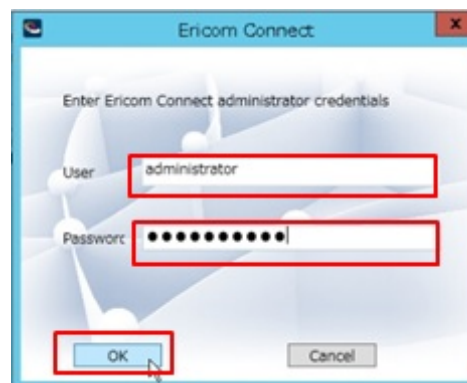 Ericom Connect
x
Enter Ericom Connect administrator credentials
User administrator
Passworc ●●●●●●●●●●
OK Cancel